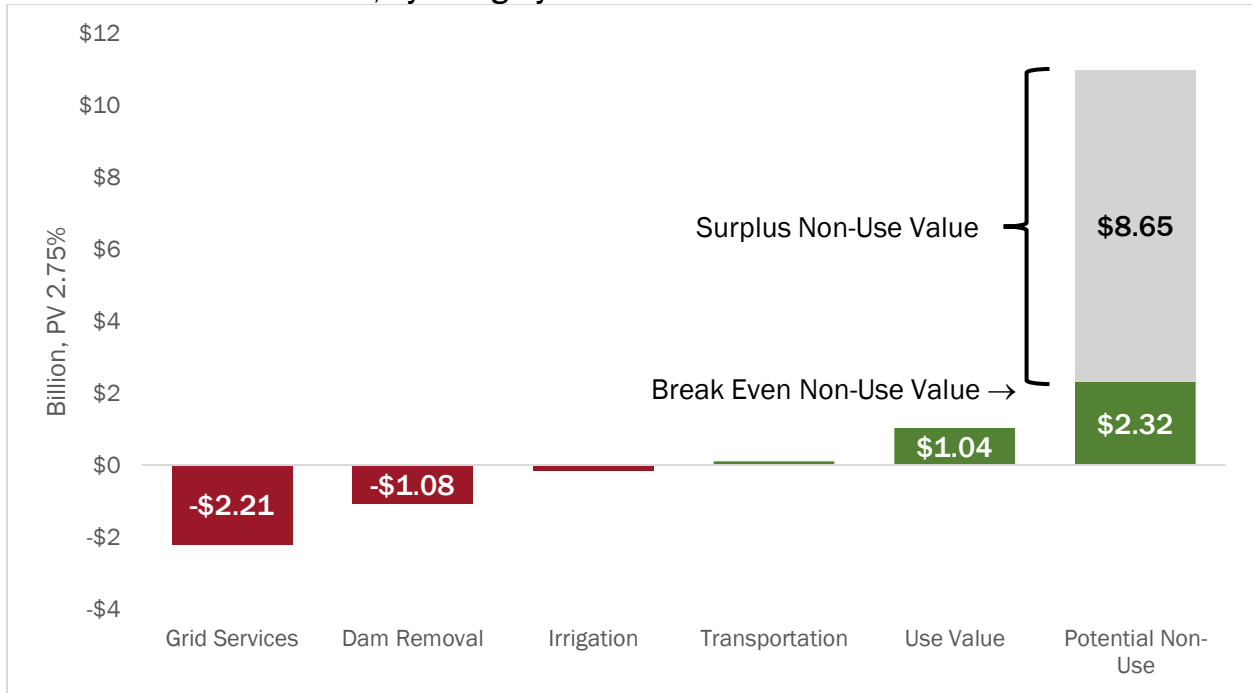 , by
$12
$10
$8
$6
$4
$2
$0
-$2
-$4
Billion, PV 2.75%
Surplus Non-Use Value
$8.65
Break Even Non-Use Value →
$2.32
$1.04
-$2.21
-$1.08
Grid Services
Dam Removal
Irrigation
Transportation
Use Value
Potential Non-
Use